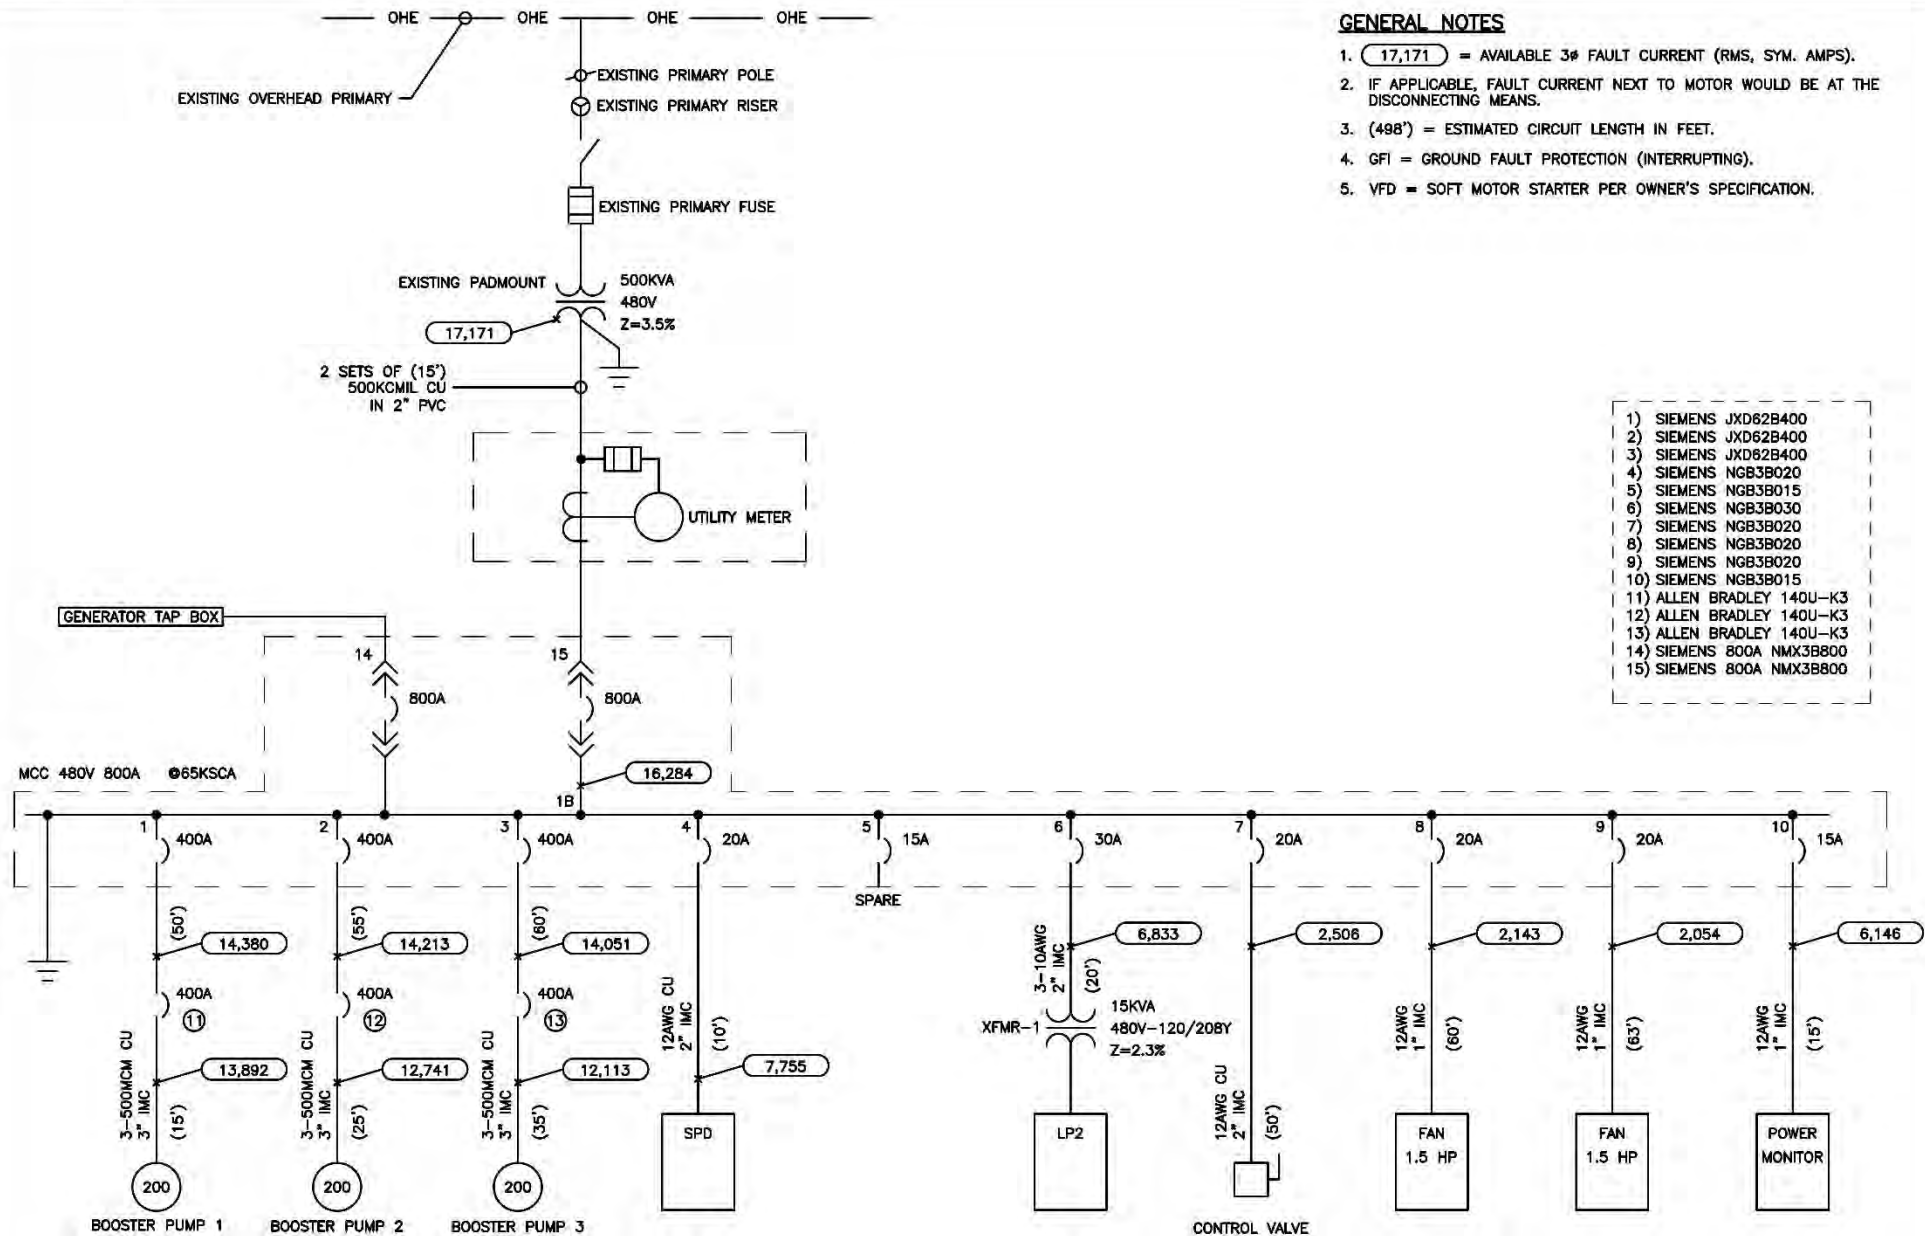 OHE OHE OHE OHE
EXISTING OVERHEAD PRIMARY
EXISTING PRIMARY POLE
EXISTING PRIMARY RISER
EXISTING PRIMARY FUSE
EXISTING PADMOUNT
500KVA
480V
Z=3.5%
17,171
2 SETS OF (15')
500KCMIL CU
IN 2" PVC
UTILITY METER
GENERAL NOTES
1. 17,171 = AVAILABLE 3ø FAULT CURRENT (RMS, SYM. AMPS).
2. IF APPLICABLE, FAULT CURRENT NEXT TO MOTOR WOULD BE AT THE
DISCONNECTING MEANS.
3. (498') = ESTIMATED CIRCUIT LENGTH IN FEET.
4. GFI = GROUND FAULT PROTECTION (INTERRUPTING).
5. VFD = SOFT MOTOR STARTER PER OWNER'S SPECIFICATION.
1) SIEMENS JXD62B400
2) SIEMENS JXD62B400
3) SIEMENS JXD62B400
4) SIEMENS NGB3B020
5) SIEMENS NGB3B015
6) SIEMENS NGB3B030
7) SIEMENS NGB3B020
8) SIEMENS NGB3B020
9) SIEMENS NGB3B020
10) SIEMENS NGB3B015
11) ALLEN BRADLEY 140U-K3
12) ALLEN BRADLEY 140U-K3
13) ALLEN BRADLEY 140U-K3
14) SIEMENS 800A NMX3B800
15) SIEMENS 800A NMX3B800
GENERATOR TAP BOX
14
800A
15
800A
16,284
1B
MCC 480V 800A @65KSCA
1
400A
(50')
14,380
400A
11
13,892
3-500MCM CU
3" IMC
(15')
200
BOOSTER PUMP 1
2
400A
(55')
14,213
400A
12
12,741
3-500MCM CU
3" IMC
(25')
200
BOOSTER PUMP 2
3
400A
(60')
14,051
400A
13
12,113
3-500MCM CU
3" IMC
(35')
200
BOOSTER PUMP 3
4
20A
12AWG CU
2" IMC
(10')
7,755
SPD
5
15A
SPARE
6
30A
6,833
3-10AWG
2" IMC
(20')
XFMR-1
15KVA
480V-120/208Y
Z=2.3%
LP2
7
20A
2,506
12AWG CU
2" IMC
(50')
CONTROL VALVE
8
20A
2,143
12AWG
1" IMC
(60')
FAN
1.5 HP
9
20A
2,054
12AWG
1" IMC
(63')
FAN
1.5 HP
10
15A
6,146
12AWG
1" IMC
(15')
POWER
MONITOR